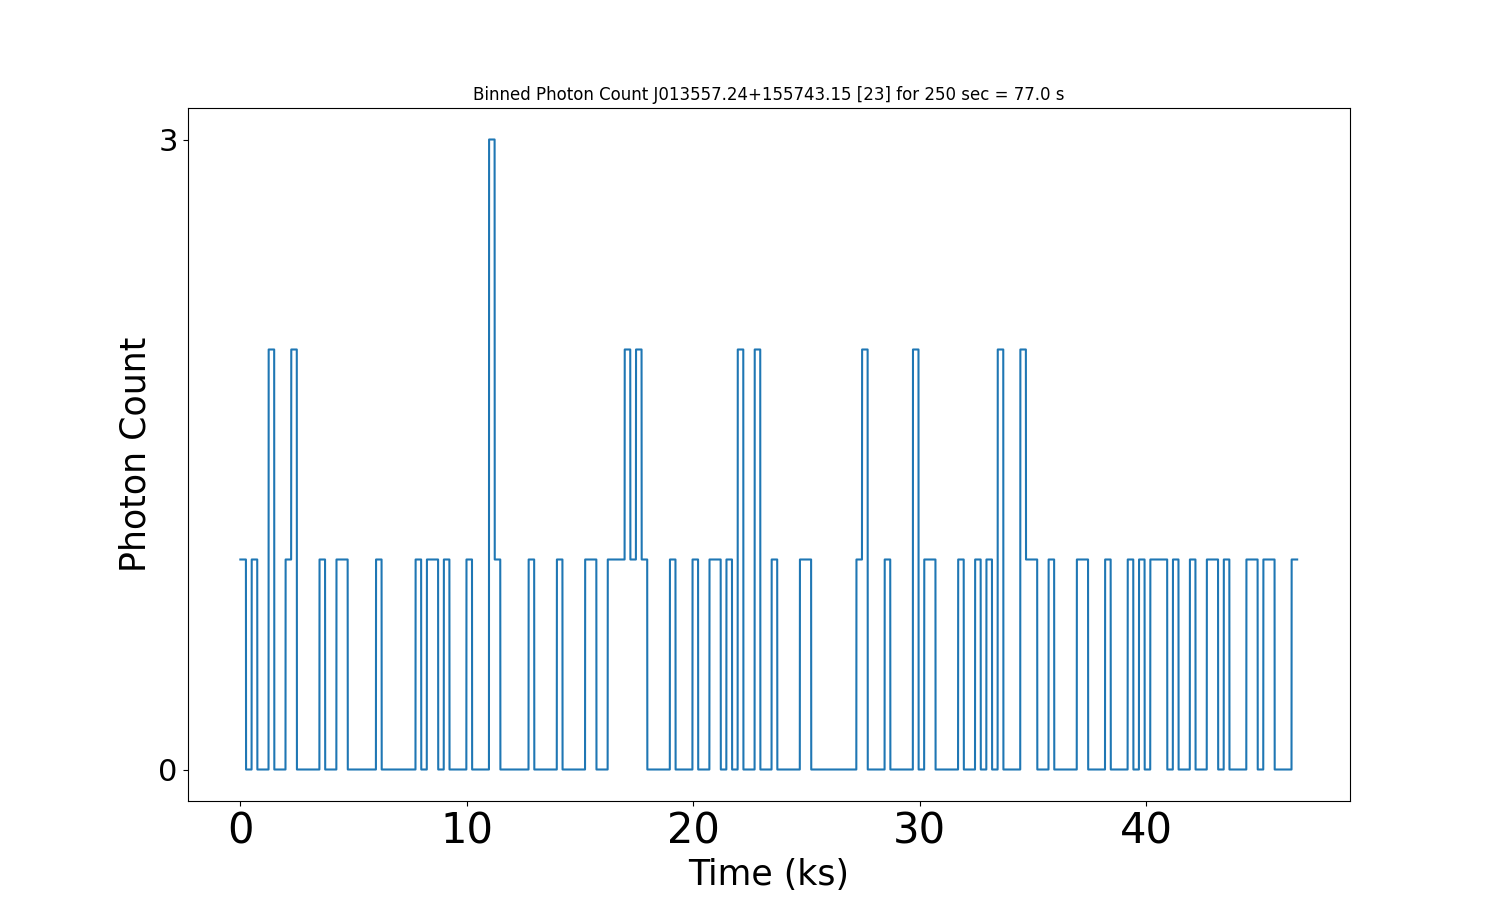 Binned Photon Count J013557.24+155743.15 [23] for 250 sec = 77.0 s
3
Photon Count
0
0 10 20 30 40
Time (ks)